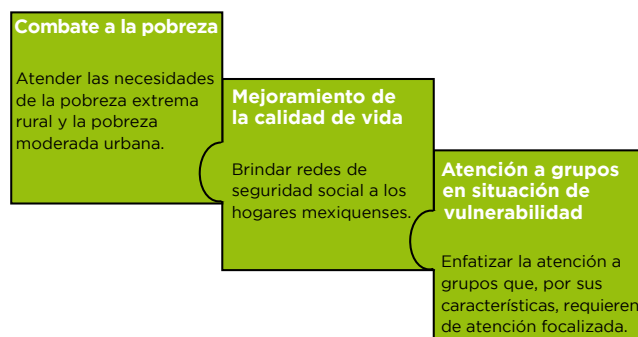 Combate a la pobreza
Atender las necesidades
de la pobreza extrema
rural y la pobreza
moderada urbana.
Mejoramiento de
la calidad de vida
Brindar redes de
seguridad social a los
hogares mexiquenses.
Atención a grupos
en situación de
vulnerabilidad
Enfatizar la atención a
grupos que, por sus
características, requieren
de atención focalizada.